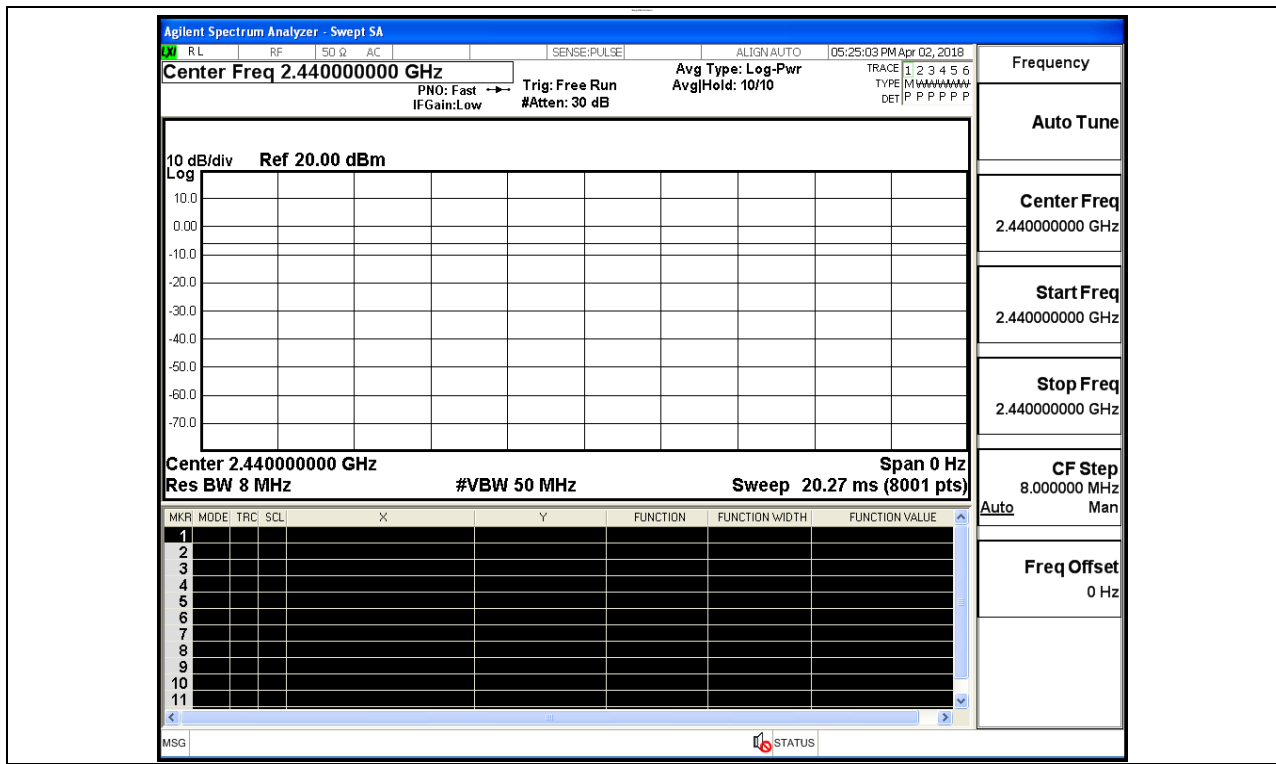 Agilent Spectrum Analyzer - Swept SA
LXI RL RF 50 Ω AC SENSE:PULSE ALIGN AUTO 05:25:03 PM Apr 02, 2018
Center Freq 2.440000000 GHz
PNO: Fast
IFGain:Low
Trig: Free Run
#Atten: 30 dB
Avg Type: Log-Pwr
Avg|Hold: 10/10
TRACE 1 2 3 4 5 6
TYPE M WWWWW
DET P P P P P P
10 dB/div Ref 20.00 dBm
Log
10.0
0.00
-10.0
-20.0
-30.0
-40.0
-50.0
-60.0
-70.0
Center 2.440000000 GHz Span 0 Hz
Res BW 8 MHz #VBW 50 MHz Sweep 20.27 ms (8001 pts)
MKR MODE TRC SCL X Y FUNCTION FUNCTION WIDTH FUNCTION VALUE
1
2
3
4
5
6
7
8
9
10
11
MSG STATUS
Frequency
Auto Tune
Center Freq
2.440000000 GHz
Start Freq
2.440000000 GHz
Stop Freq
2.440000000 GHz
CF Step
8.000000 MHz
Auto Man
Freq Offset
0 Hz